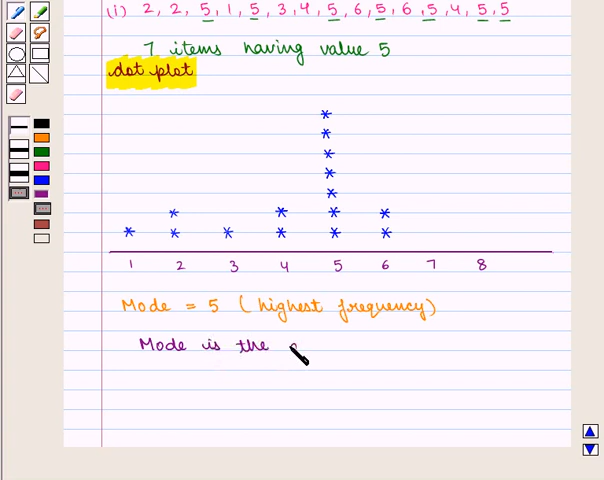 (i) 2, 2, 5, 1, 5, 3, 4, 5, 6, 5, 6, 5, 4, 5, 5
7 items having value 5
dot plot
1 2 3 4 5 6 7 8
Mode = 5 (highest frequency)
Mode is the